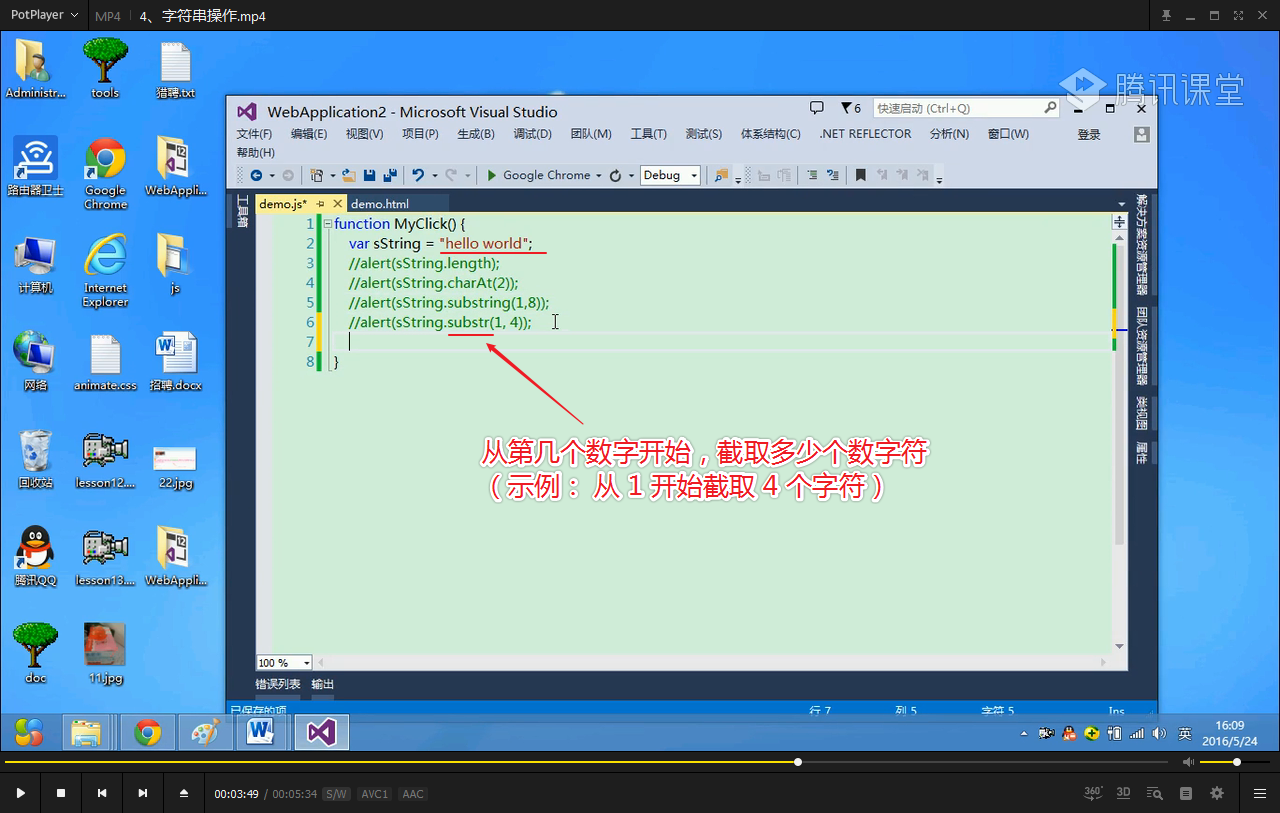 PotPlayer MP4 4、字符串操作.mp4
腾讯课堂
Administr... tools 猎聘.txt
路由器卫士 Google Chrome WebAppli...
计算机 Internet Explorer js
网络 animate.css 招聘.docx
回收站 lesson12.... 22.jpg
腾讯QQ lesson13.... WebAppli...
doc 11.jpg
WebApplication2 - Microsoft Visual Studio 6 快速启动 (Ctrl+Q)
文件(F) 编辑(E) 视图(V) 项目(P) 生成(B) 调试(D) 团队(M) 工具(T) 测试(S) 体系结构(C) .NET REFLECTOR 分析(N) 窗口(W) 登录
帮助(H)
Google Chrome Debug
工具箱
demo.js* demo.html
1 function MyClick() {
2 var sString = "hello world";
3 //alert(sString.length);
4 //alert(sString.charAt(2));
5 //alert(sString.substring(1,8));
6 //alert(sString.substr(1, 4));
7
8 }
从第几个数字开始，截取多少个数字符
（示例： 从 1 开始截取 4 个字符）
解决方案资源管理器
团队资源管理器
类视图
属性
100 %
错误列表 输出
已保存的项 行 7 列 5 字符 5 Ins
英 16:09
2016/5/24
00:03:49 / 00:05:34 S/W AVC1 AAC 360° 3D